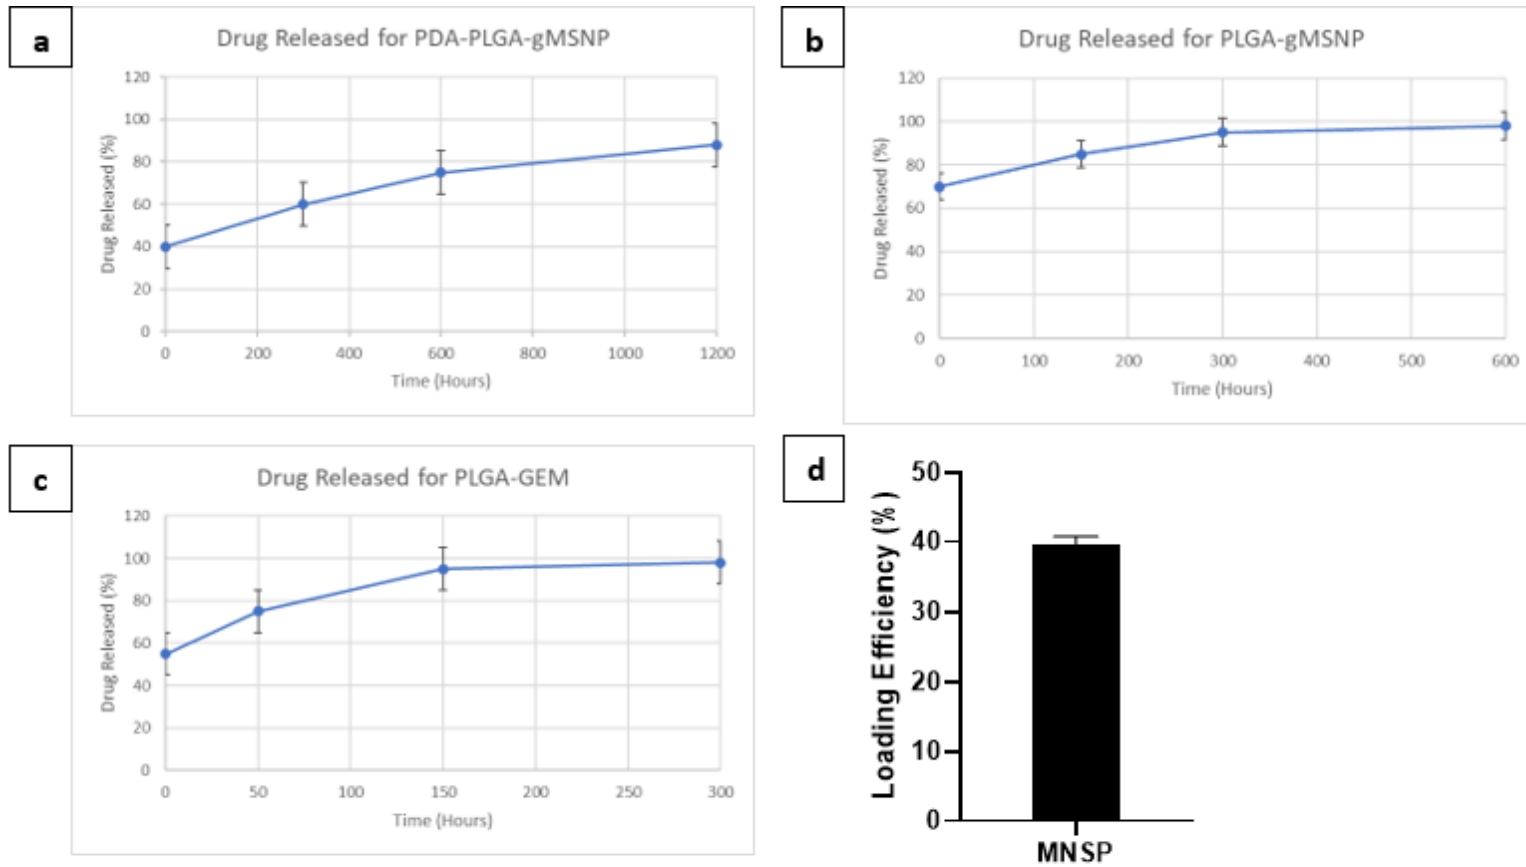 a
Drug Released for PDA-PLGA-gMSNP
120
100
80
60
40
20
0
Drug Released (%)
0 200 400 600 800 1000 1200
Time (Hours)
b
Drug Released for PLGA-gMSNP
120
100
80
60
40
20
0
Drug Released (%)
0 100 200 300 400 500 600
Time (Hours)
c
Drug Released for PLGA-GEM
120
100
80
60
40
20
0
Drug Released (%)
0 50 100 150 200 250 300
Time (Hours)
d
50
40
30
20
10
0
Loading Efficiency (%)
MNSP